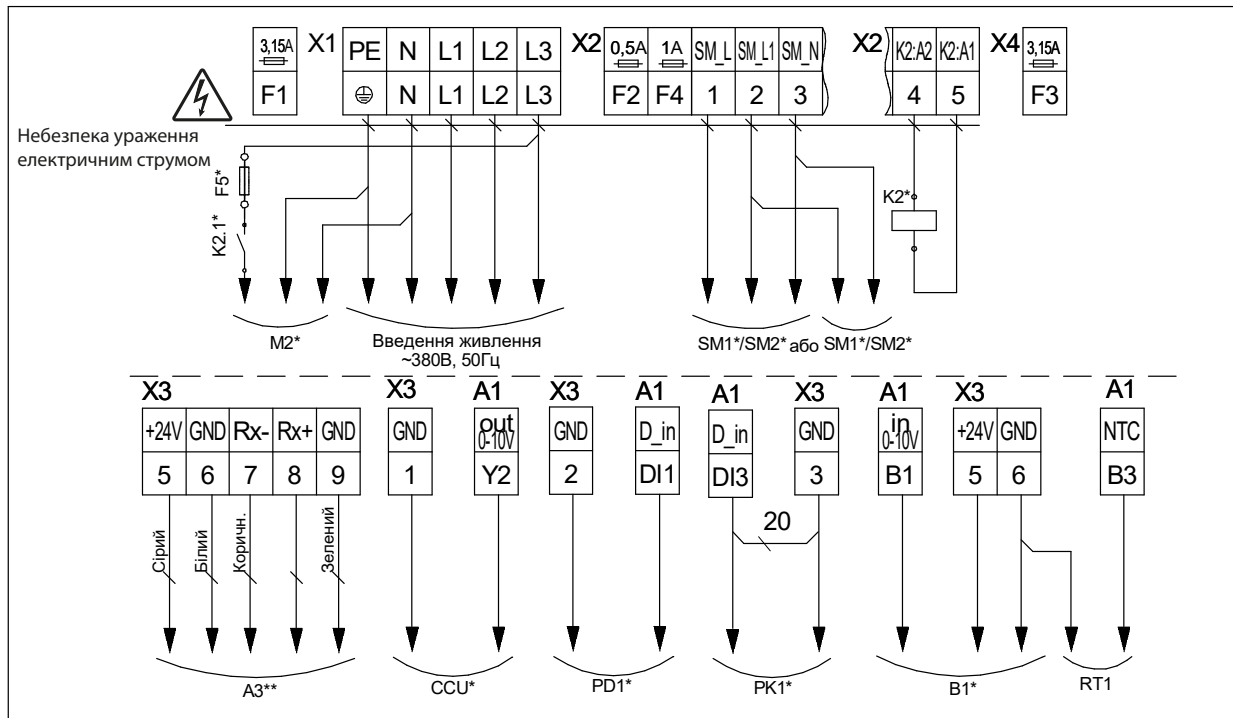 3,15A X1 PE N L1 L2 L3 X2 0,5A 1A SM_L SM_L1 SM_N X2 K2:A2 K2:A1 X4 3,15A
F1 N L1 L2 L3 F2 F4 1 2 3 4 5 F3
Небезпека ураження
електричним струмом
F5*
K2.1*
K2*
M2*
Введення живлення
~380В, 50Гц
SM1*/SM2* або SM1*/SM2*
X3 X3 A1 X3 A1 A1 X3 A1 X3 A1
+24V GND Rx- Rx+ GND GND out 0-10V GND D_in D_in GND in 0-10V +24V GND NTC
5 6 7 8 9 1 Y2 2 DI1 DI3 3 B1 5 6 B3
20
Сірий
Білий
Коричн.
Зелений
A3** CCU* PD1* PK1* B1* RT1